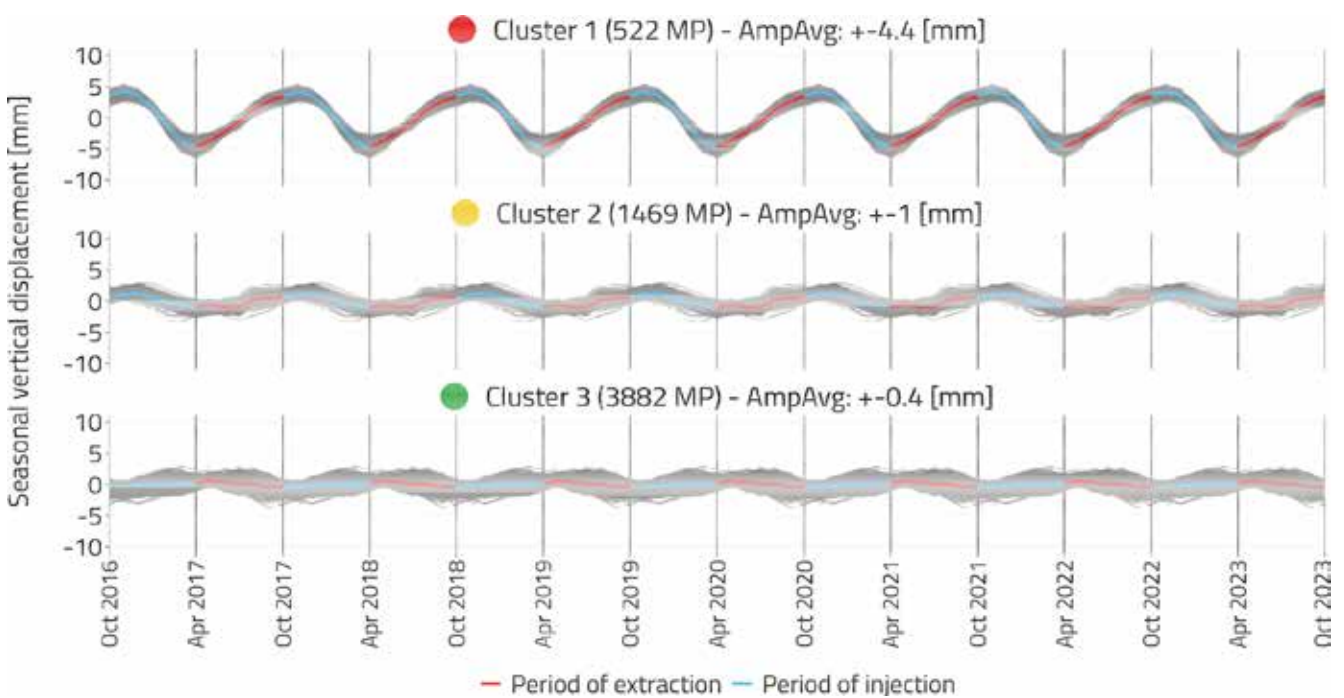 Cluster 1 (522 MP) - AmpAvg: +-4.4 [mm]
10
5
0
-5
-10
Cluster 2 (1469 MP) - AmpAvg: +-1 [mm]
10
5
0
-5
-10
Cluster 3 (3882 MP) - AmpAvg: +-0.4 [mm]
10
5
0
-5
-10
Seasonal vertical displacement [mm]
Oct 2016
Apr 2017
Oct 2017
Apr 2018
Oct 2018
Apr 2019
Oct 2019
Apr 2020
Oct 2020
Apr 2021
Oct 2021
Apr 2022
Oct 2022
Apr 2023
Oct 2023
Period of extraction
Period of injection